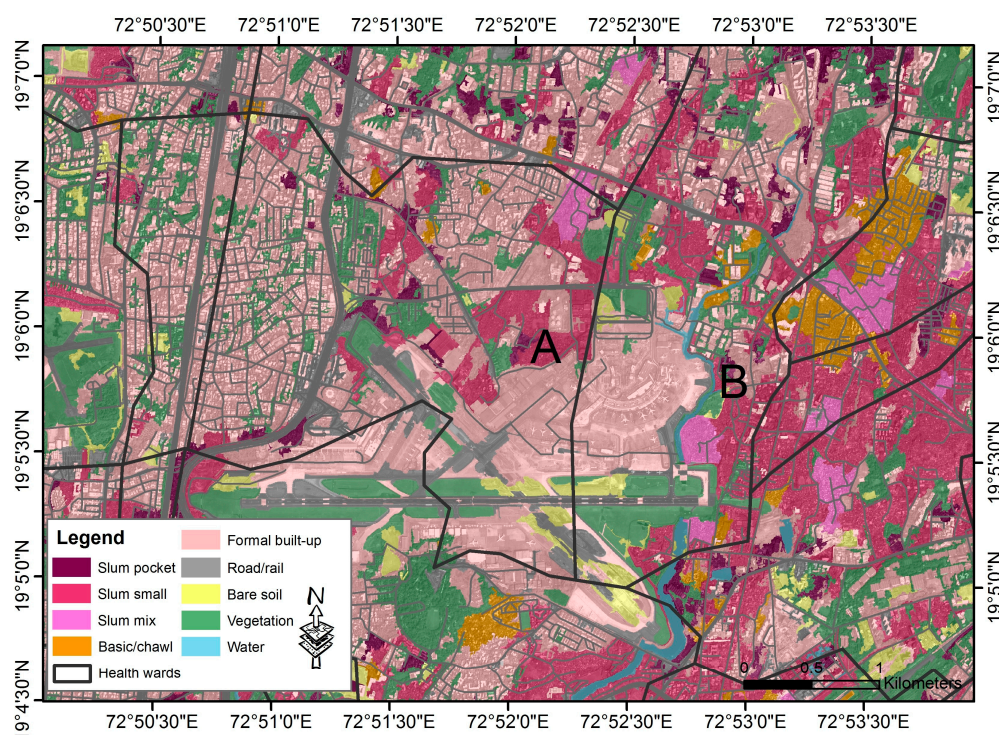 72°50'30"E 72°51'0"E 72°51'30"E 72°52'0"E 72°52'30"E 72°53'0"E 72°53'30"E
19°7'0"N
19°6'30"N
19°6'0"N
19°5'30"N
19°5'0"N
19°4'30"N
A
B
19°7'0"N
19°6'30"N
19°6'0"N
19°5'30"N
19°5'0"N
Legend
Slum pocket
Slum small
Slum mix
Basic/chawl
Health wards
Formal built-up
Road/rail
Bare soil
Vegetation
Water
N
0 0.5 1
Kilometers
72°50'30"E 72°51'0"E 72°51'30"E 72°52'0"E 72°52'30"E 72°53'0"E 72°53'30"E